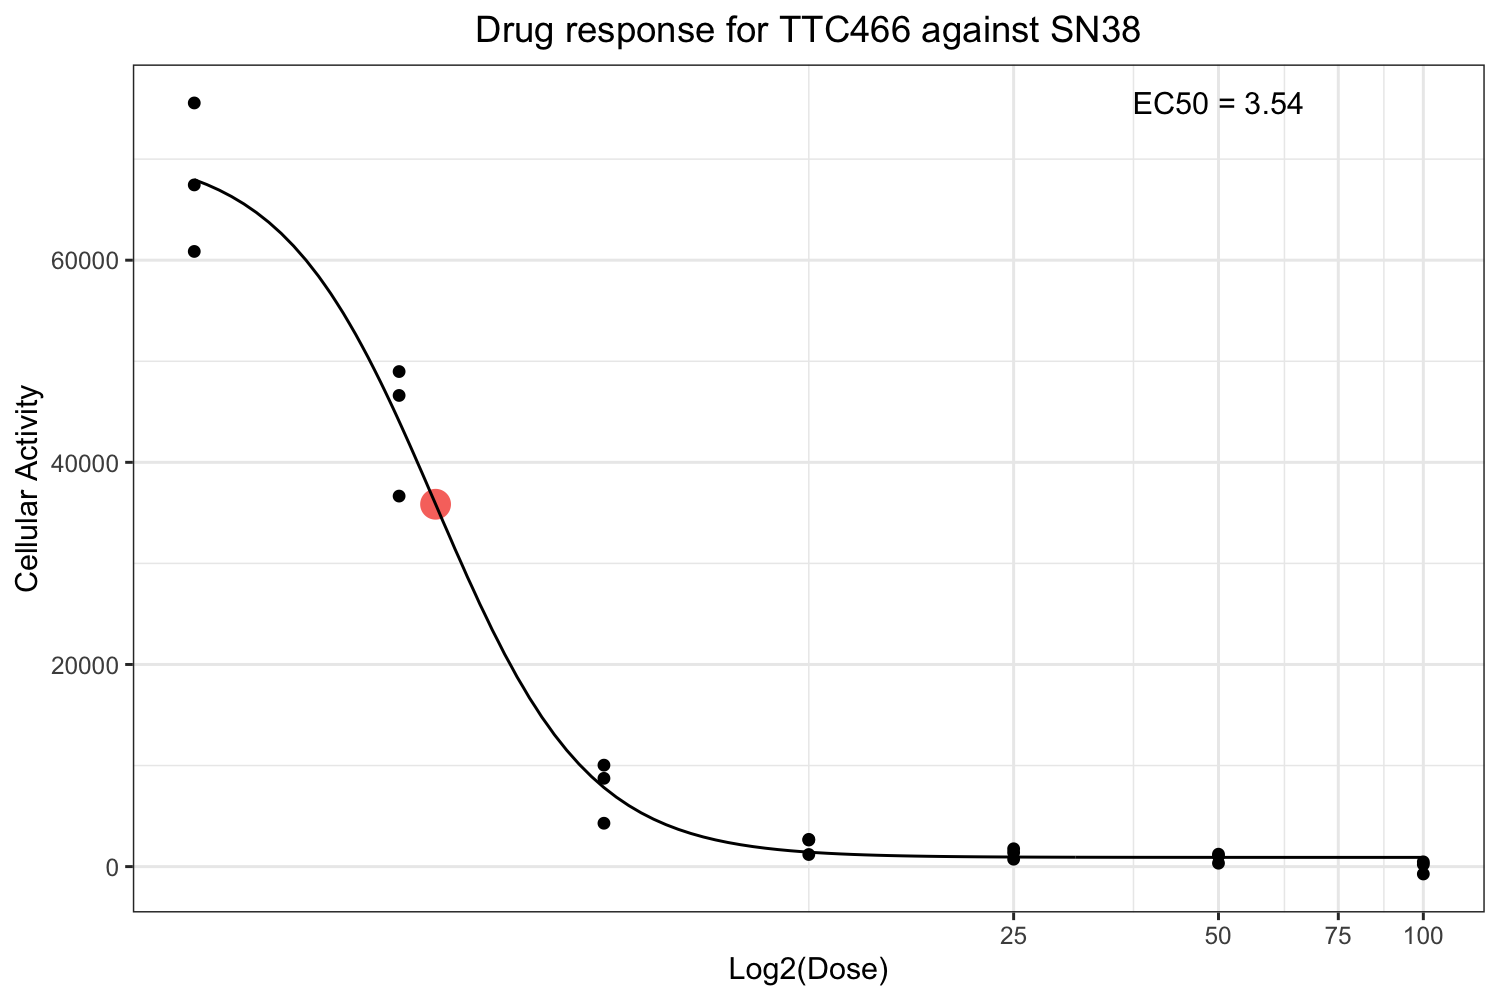 Drug response for TTC466 against SN38
EC50 = 3.54
Cellular Activity
60000
40000
20000
0
25 50 75 100
Log2(Dose)